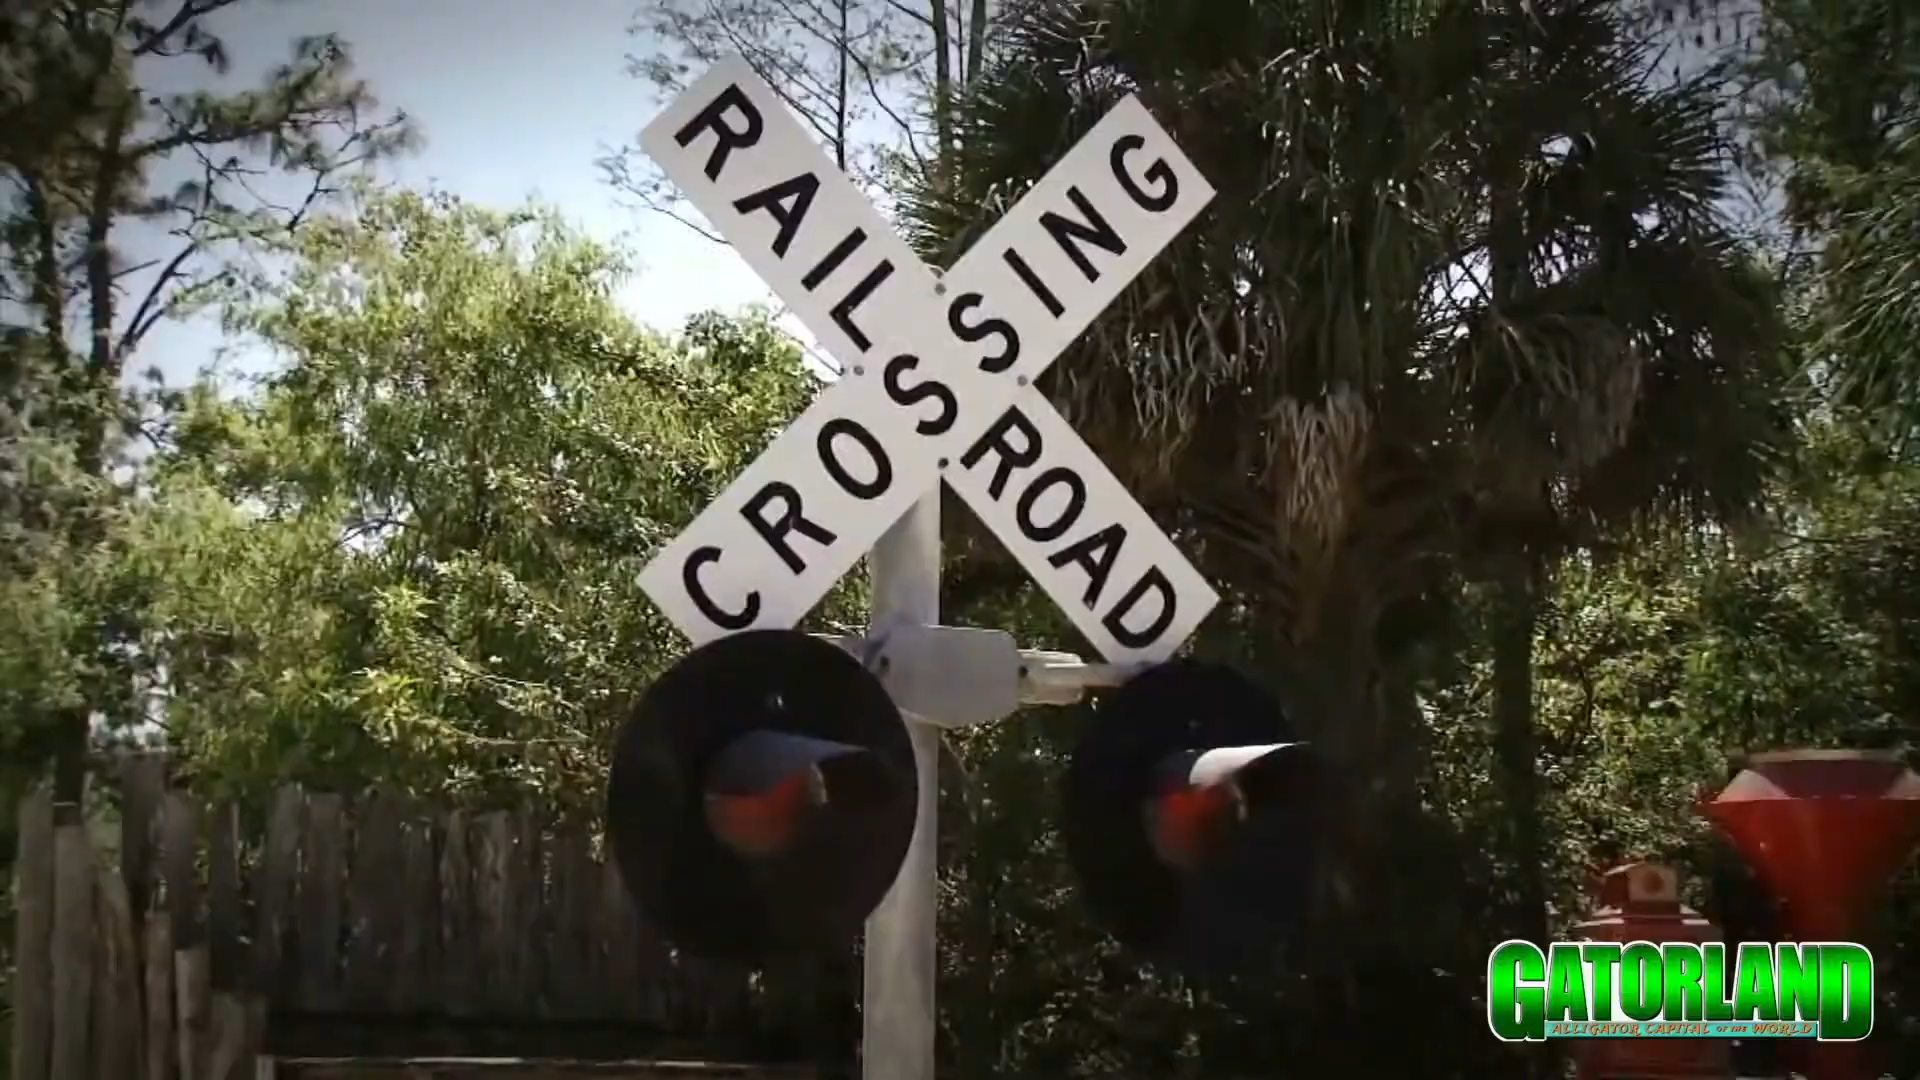 RAILROAD
CROSSING
GATORLAND
ALLIGATOR CAPITAL OF THE WORLD